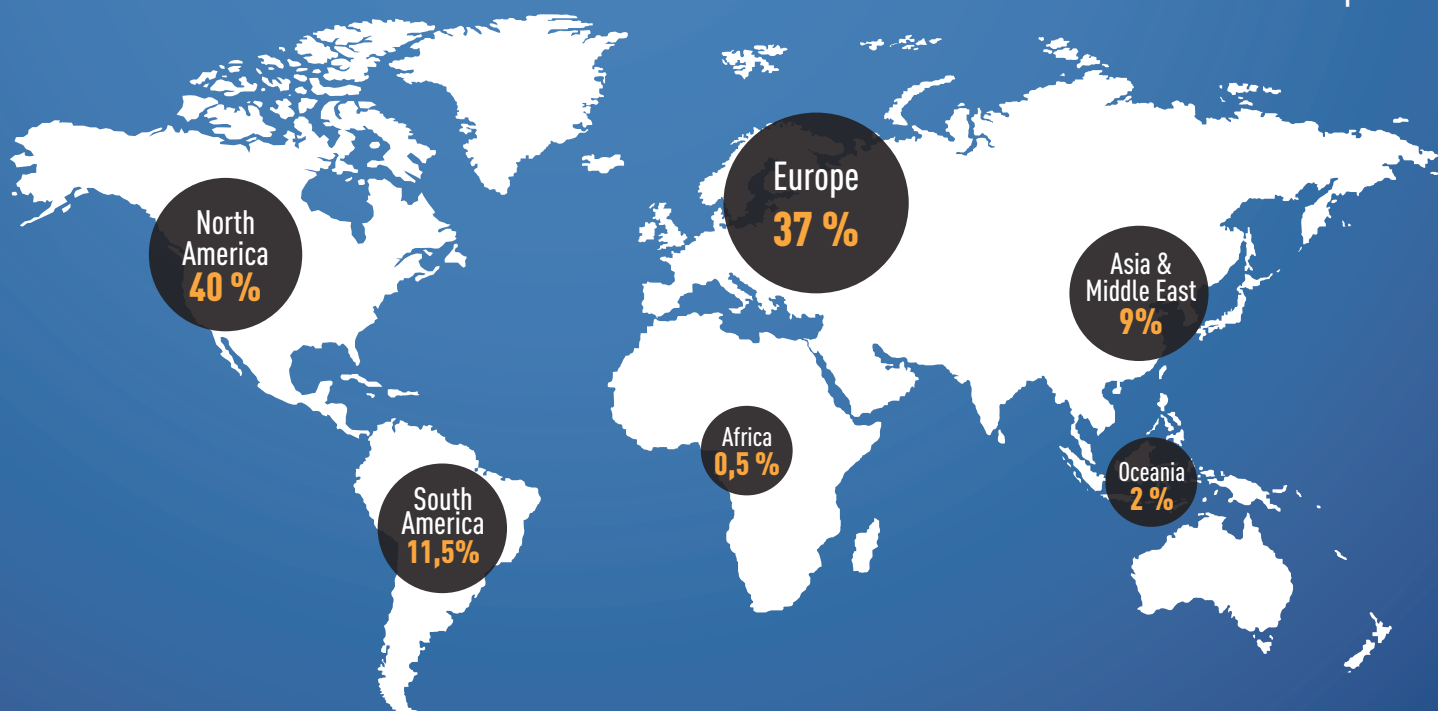 Europe
37 %
North
America
40 %
Asia &
Middle East
9%
Africa
0,5 %
Oceania
2 %
South
America
11,5%